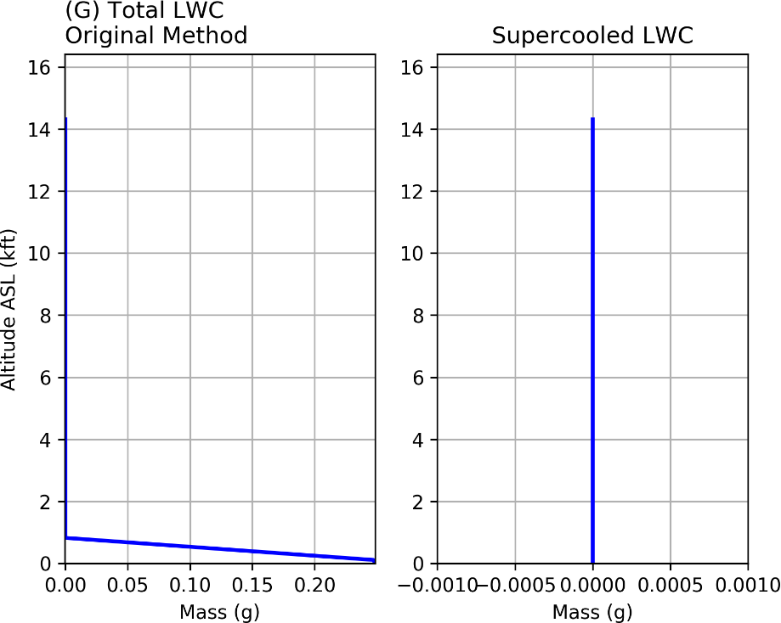 (G) Total LWC
Original Method
Supercooled LWC
Altitude ASL (kft)
16
14
12
10
8
6
4
2
0
0.00 0.05 0.10 0.15 0.20
Mass (g)
16
14
12
10
8
6
4
2
0
−0.0010 −0.0005 0.0000 0.0005 0.0010
Mass (g)